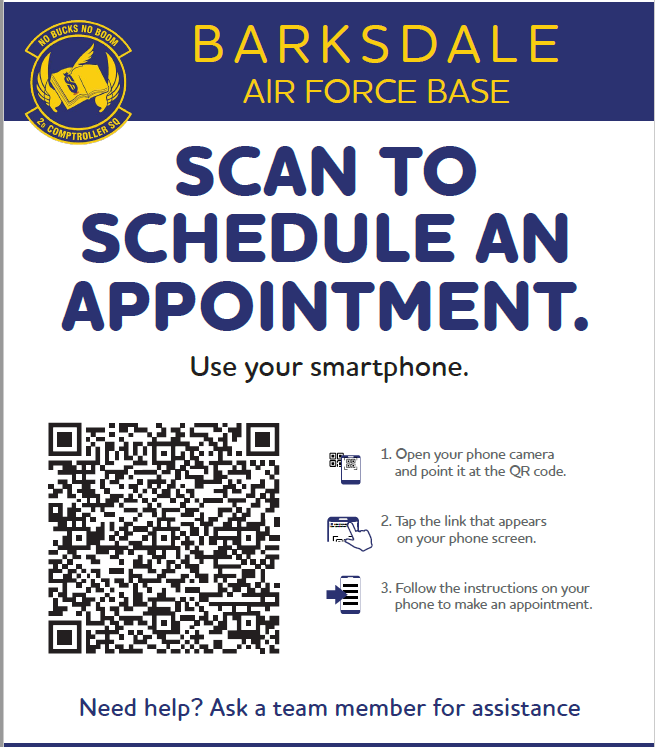 NO BUCKS NO BOOM
2D COMPTROLLER SQ
BARKSDALE
AIR FORCE BASE
SCAN TO
SCHEDULE AN
APPOINTMENT.
Use your smartphone.
1. Open your phone camera
and point it at the QR code.
2. Tap the link that appears
on your phone screen.
3. Follow the instructions on your
phone to make an appointment.
Need help? Ask a team member for assistance